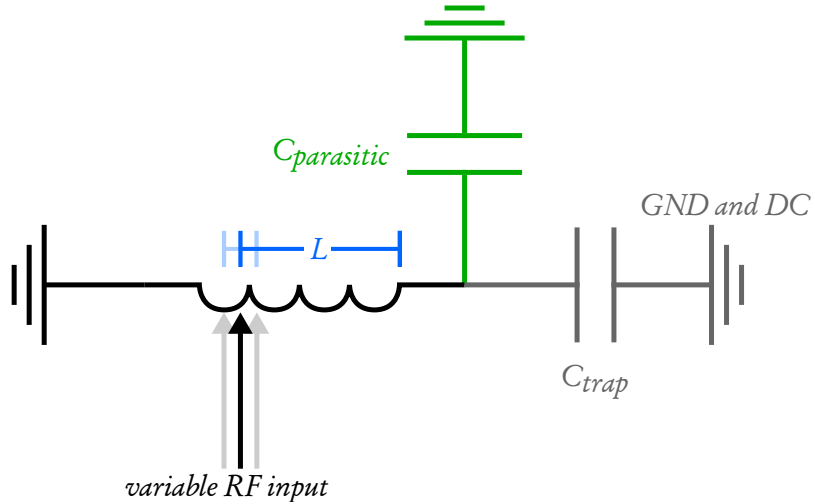 Cparasitic
GND and DC
L
Ctrap
variable RF input